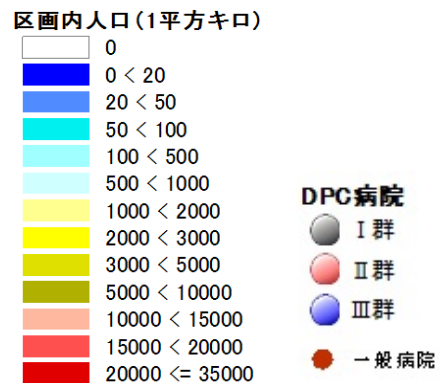 区画内人口(1平方キロ)
0
0 < 20
20 < 50
50 < 100
100 < 500
500 < 1000
1000 < 2000
2000 < 3000
3000 < 5000
5000 < 10000
10000 < 15000
15000 < 20000
20000 <= 35000
DPC病院
Ⅰ群
Ⅱ群
Ⅲ群
一般病院